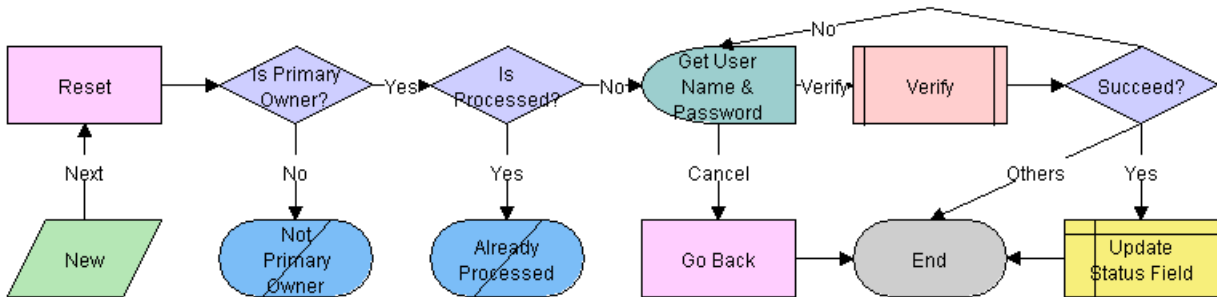 No
Reset
Is Primary
Owner?
Yes
Is
Processed?
No
Get User
Name &
Password
Verify
Verify
Succeed?
Next
No
Yes
Cancel
Others
Yes
New
Not
Primary
Owner
Already
Processed
Go Back
End
Update
Status Field